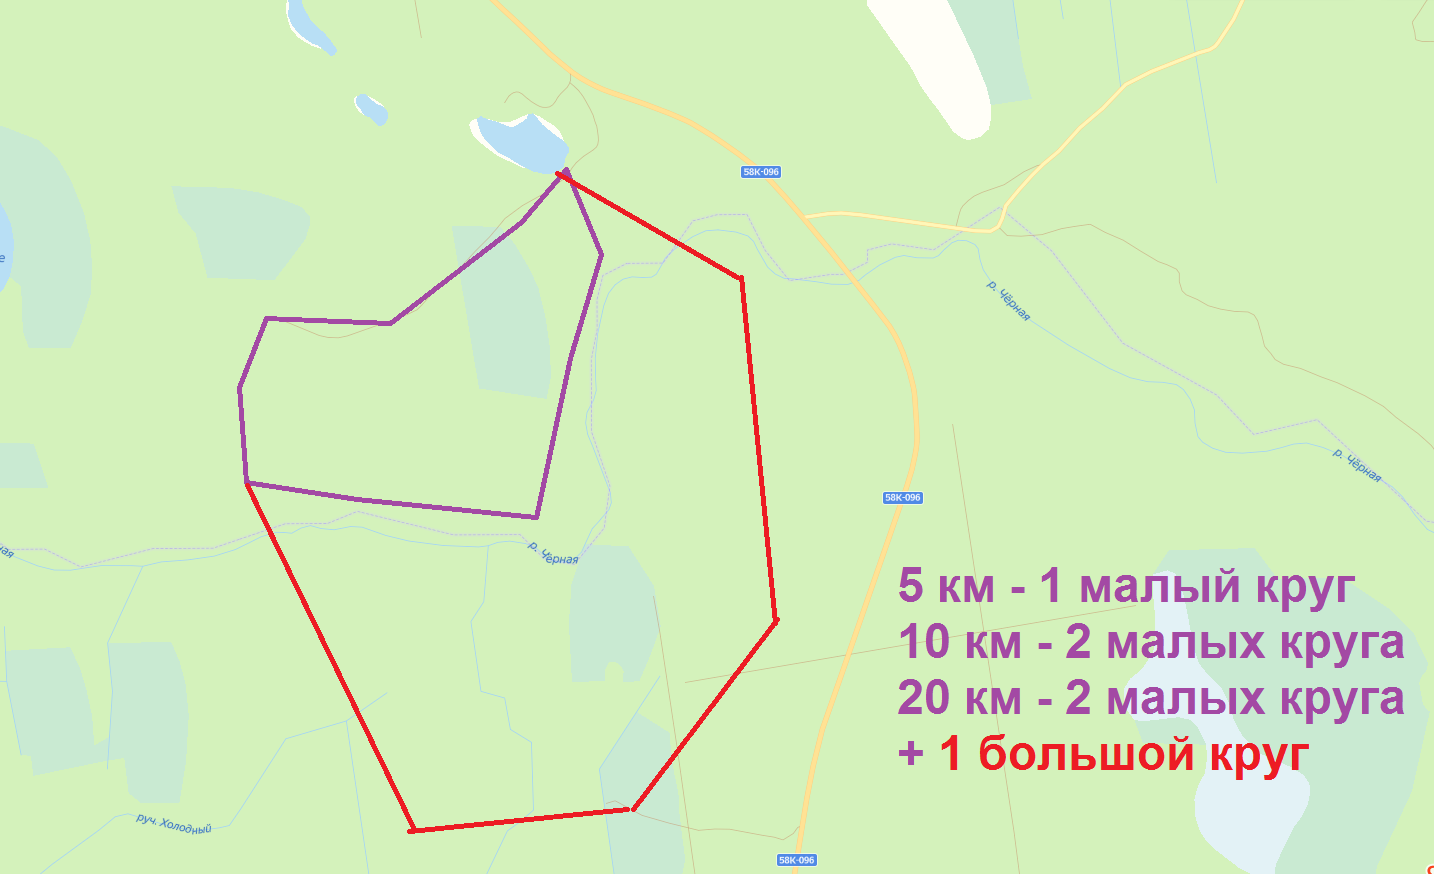 58К-096
р. Чёрная
е
р. Чёрная
58К-096
ная
р. Чёрная
5 км - 1 малый круг
10 км - 2 малых круга
20 км - 2 малых круга
+ 1 большой круг
руч. Холодный
58К-096